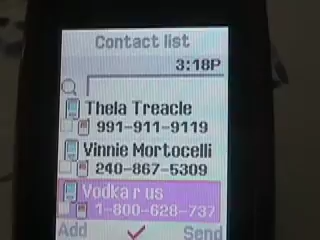 Contact list
3:18P
Thela Treacle
991-911-9119
Vinnie Mortocelli
240-867-5309
Vodka r us
1-800-628-737
Add Send